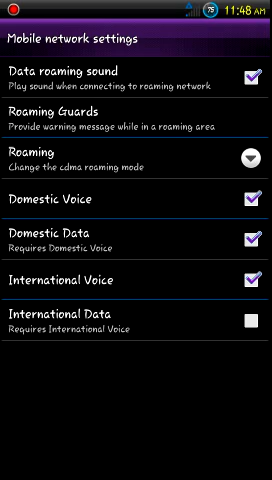 75 11:48 AM
Mobile network settings
Data roaming sound
Play sound when connecting to roaming network
Roaming Guards
Provide warning message while in a roaming area
Roaming
Change the cdma roaming mode
Domestic Voice
Domestic Data
Requires Domestic Voice
International Voice
International Data
Requires International Voice